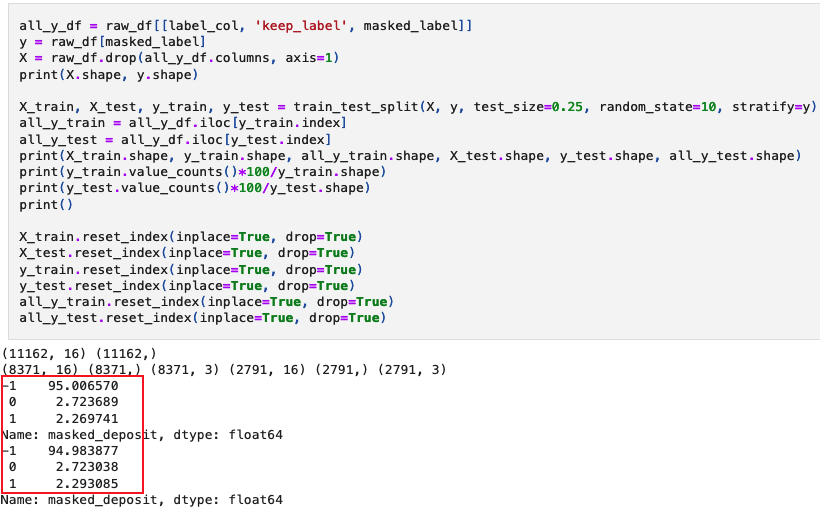 all_y_df = raw_df[[label_col, 'keep_label', masked_label]]
y = raw_df[masked_label]
X = raw_df.drop(all_y_df.columns, axis=1)
print(X.shape, y.shape)
X_train, X_test, y_train, y_test = train_test_split(X, y, test_size=0.25, random_state=10, stratify=y)
all_y_train = all_y_df.iloc[y_train.index]
all_y_test = all_y_df.iloc[y_test.index]
print(X_train.shape, y_train.shape, all_y_train.shape, X_test.shape, y_test.shape, all_y_test.shape)
print(y_train.value_counts()*100/y_train.shape)
print(y_test.value_counts()*100/y_test.shape)
print()
X_train.reset_index(inplace=True, drop=True)
X_test.reset_index(inplace=True, drop=True)
y_train.reset_index(inplace=True, drop=True)
y_test.reset_index(inplace=True, drop=True)
all_y_train.reset_index(inplace=True, drop=True)
all_y_test.reset_index(inplace=True, drop=True)
(11162, 16) (11162,)
(8371, 16) (8371,) (8371, 3) (2791, 16) (2791,) (2791, 3)
-1    95.006570
 0     2.723689
 1     2.269741
Name: masked_deposit, dtype: float64
-1    94.983877
 0     2.723038
 1     2.293085
Name: masked_deposit, dtype: float64